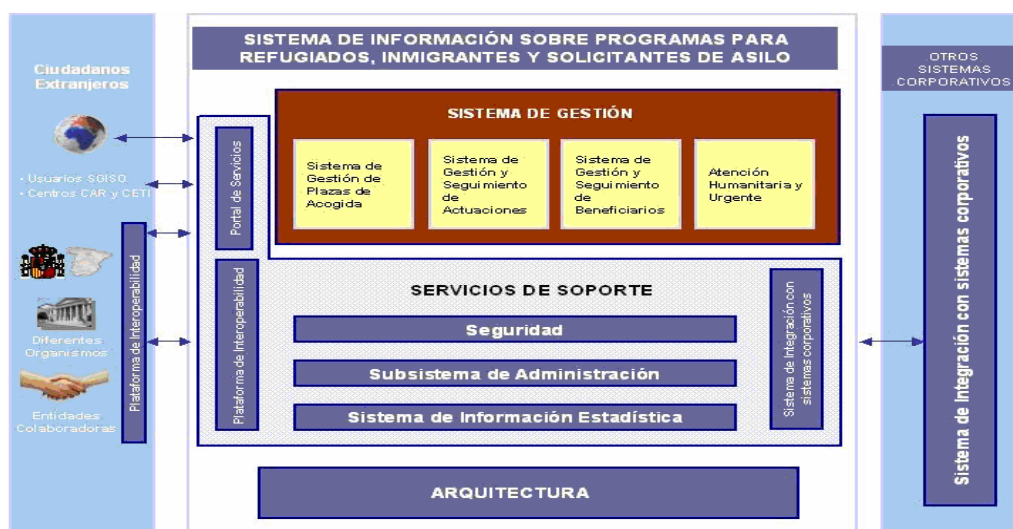 SISTEMA DE INFORMACIÓN SOBRE PROGRAMAS PARA
REFUGIADOS, INMIGRANTES Y SOLICITANTES DE ASILO
Ciudadanos
Extranjeros
• Usuarios SGISO
• Centros CAR y CETI
Diferentes
Organismos
Entidades
Colaboradoras
Plataforma de Interoperabilidad
Portal de Servicios
Plataforma de Interoperabilidad
SISTEMA DE GESTIÓN
Sistema de
Gestión de
Plazas de
Acogida
Sistema de
Gestión y
Seguimiento
de
Actuaciones
Sistema de
Gestión y
Seguimiento
de
Beneficiarios
Atención
Humanitaria y
Urgente
SERVICIOS DE SOPORTE
Seguridad
Subsistema de Administración
Sistema de Información Estadística
Sistema de Integración con
sistemas corporativos
ARQUITECTURA
OTROS
SISTEMAS
CORPORATIVOS
Sistema de Integración con sistemas corporativos